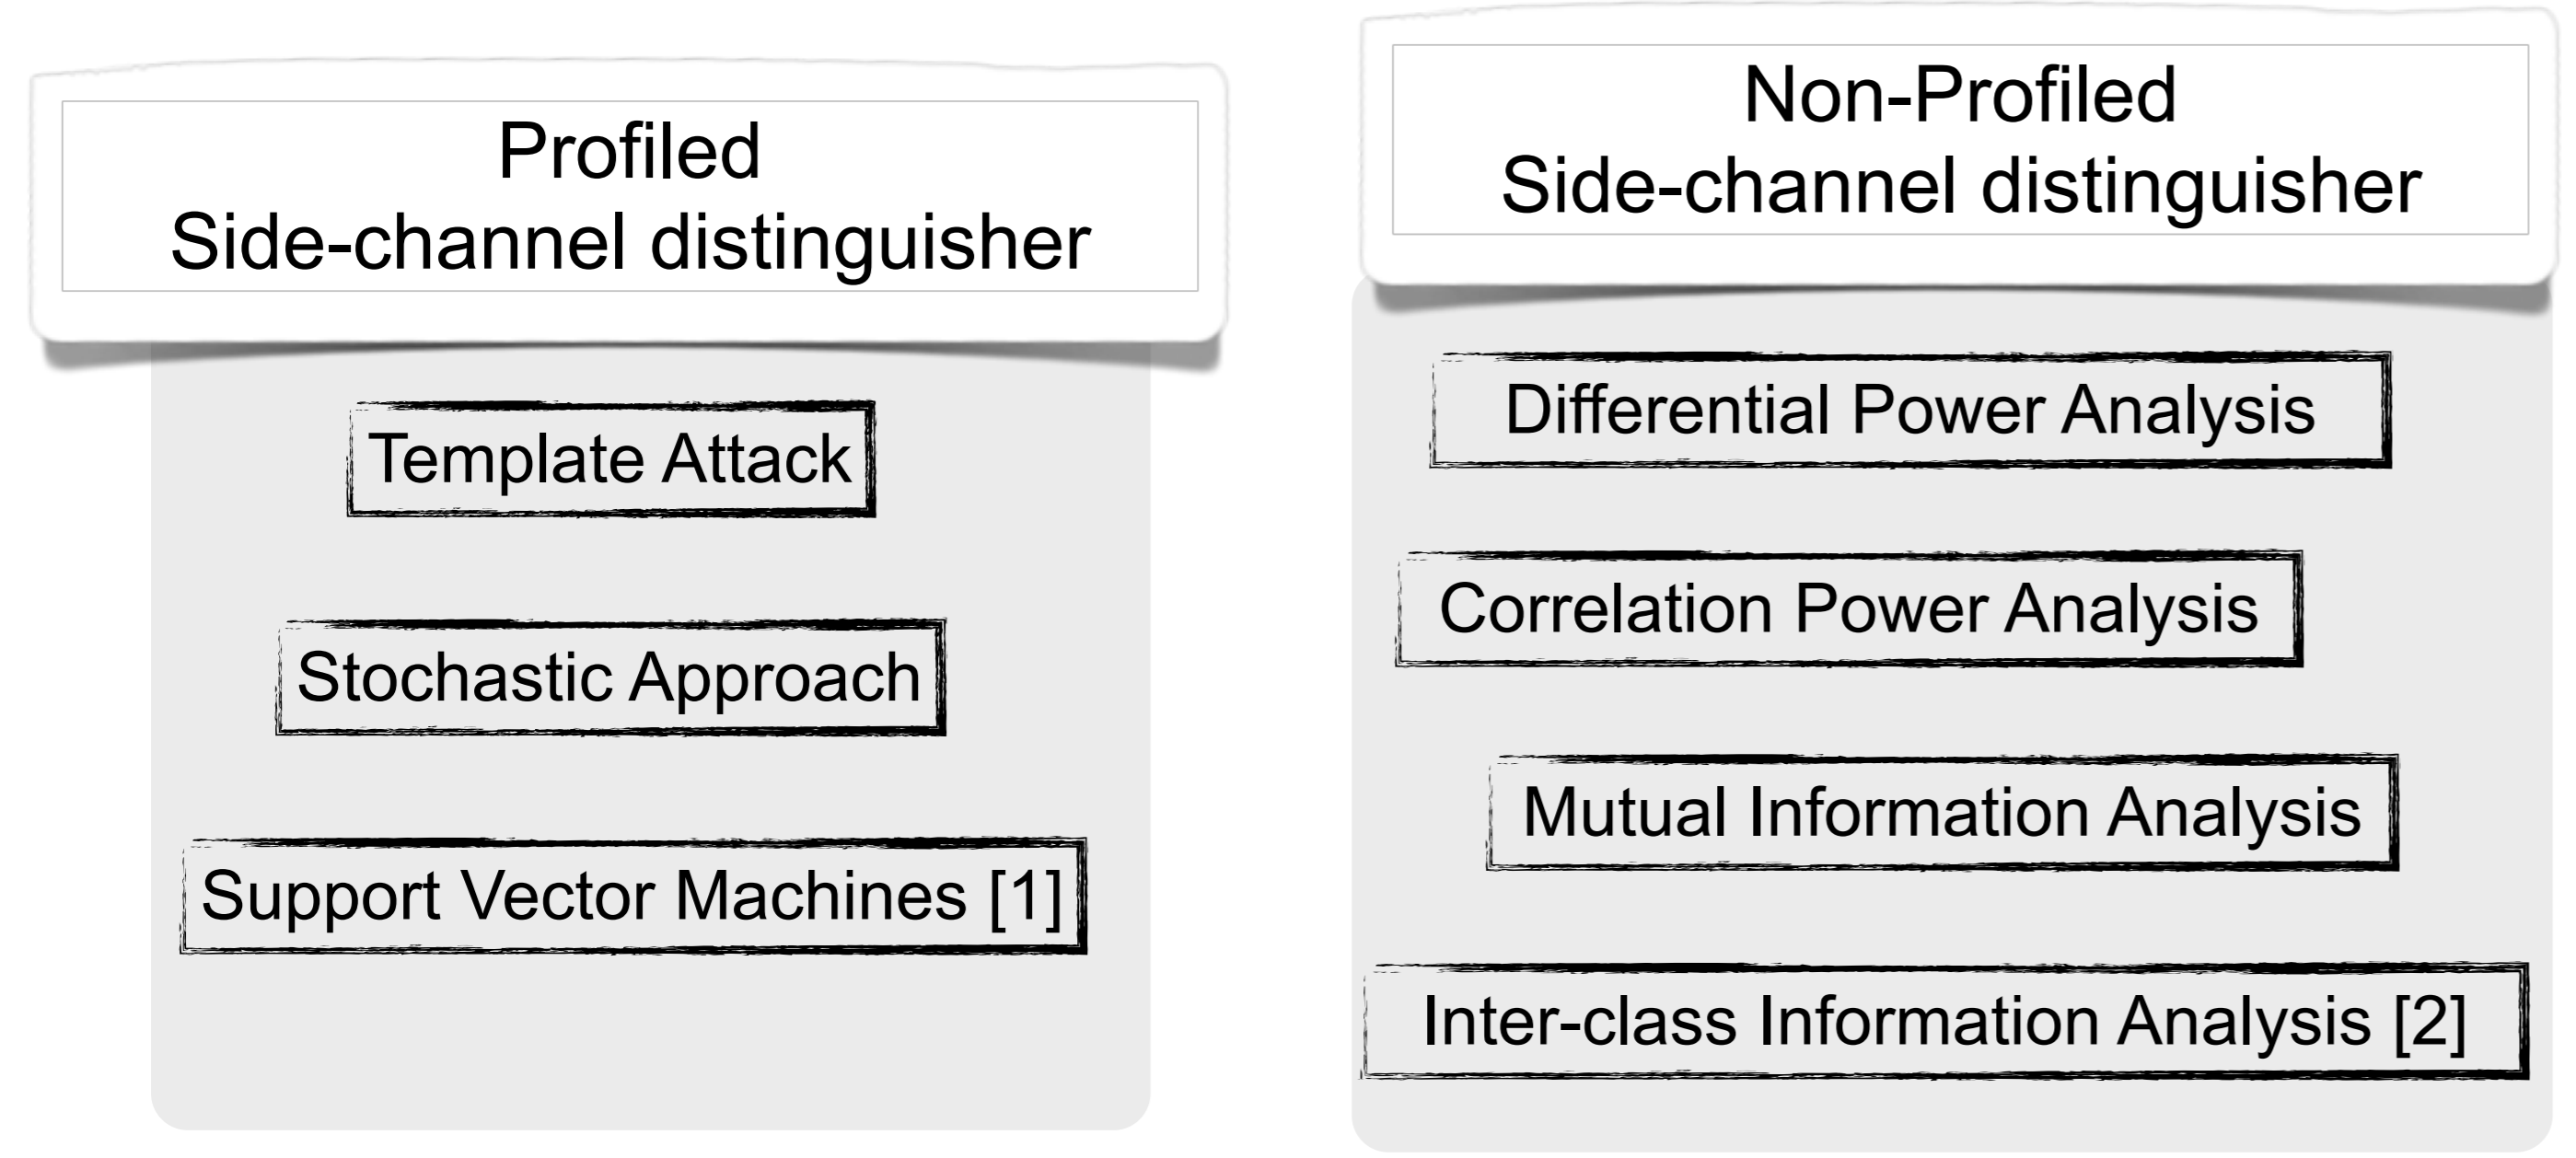 Profiled
Side-channel distinguisher
Template Attack
Stochastic Approach
Support Vector Machines [1]
Non-Profiled
Side-channel distinguisher
Differential Power Analysis
Correlation Power Analysis
Mutual Information Analysis
Inter-class Information Analysis [2]